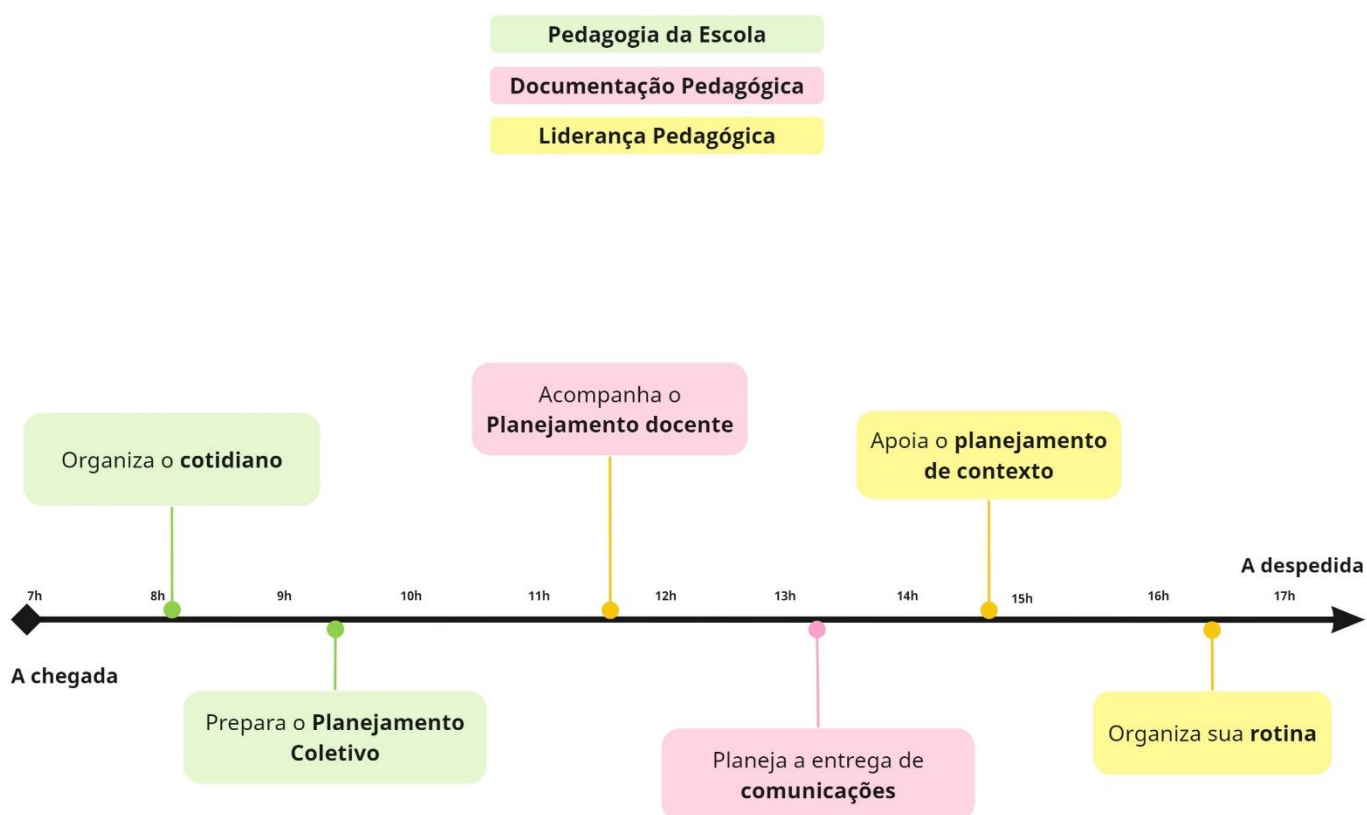 Pedagogia da Escola
Documentação Pedagógica
Liderança Pedagógica
Acompanha o
Planejamento docente
Organiza o cotidiano
Apoia o planejamento
de contexto
A despedida
7h 8h 9h 10h 11h 12h 13h 14h 15h 16h 17h
A chegada
Prepara o Planejamento
Coletivo
Planeja a entrega de
comunicações
Organiza sua rotina